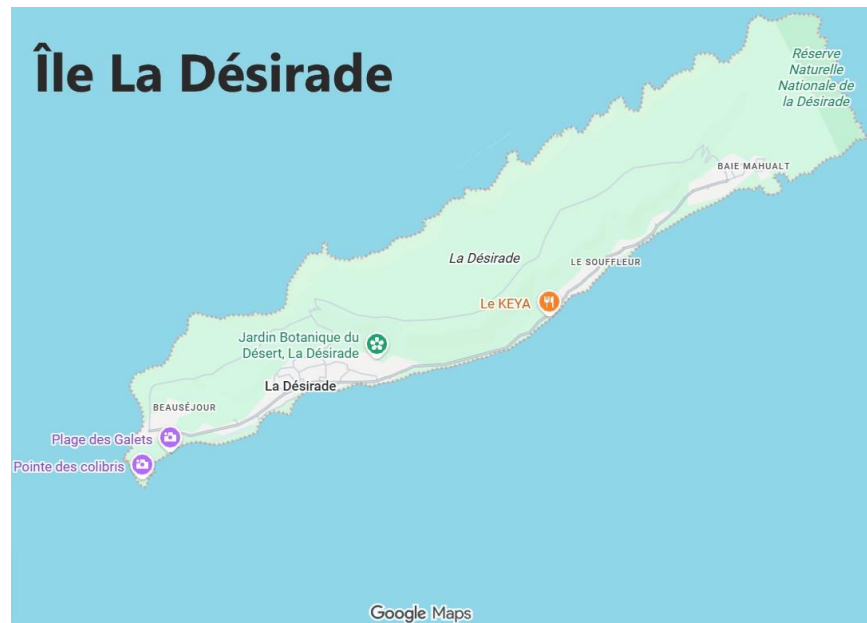 Île La Désirade
Réserve
Naturelle
Nationale de
la Désirade
BAIE MAHUALT
La Désirade
LE SOUFFLEUR
Le KEYA
Jardin Botanique du
Désert, La Désirade
La Désirade
BEAUSÉJOUR
Plage des Galets
Pointe des colibris
Google Maps